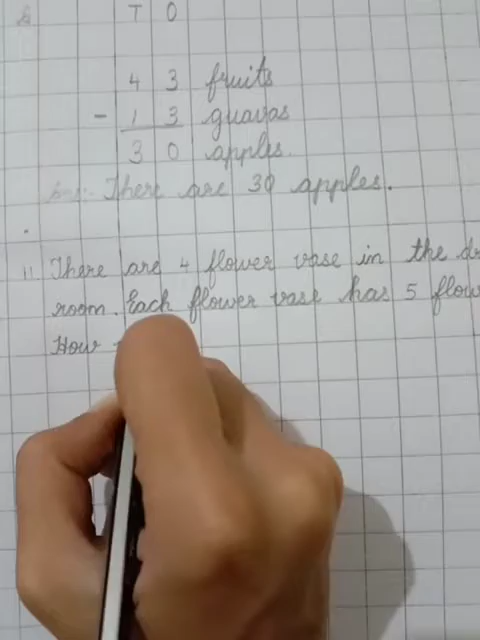 T O
4 3 fruits
- 1 3 guavas
3 0 apples.
Ans:- There are 30 apples.
11. There are 4 flower vase in the
room. Each flower vase has 5
How